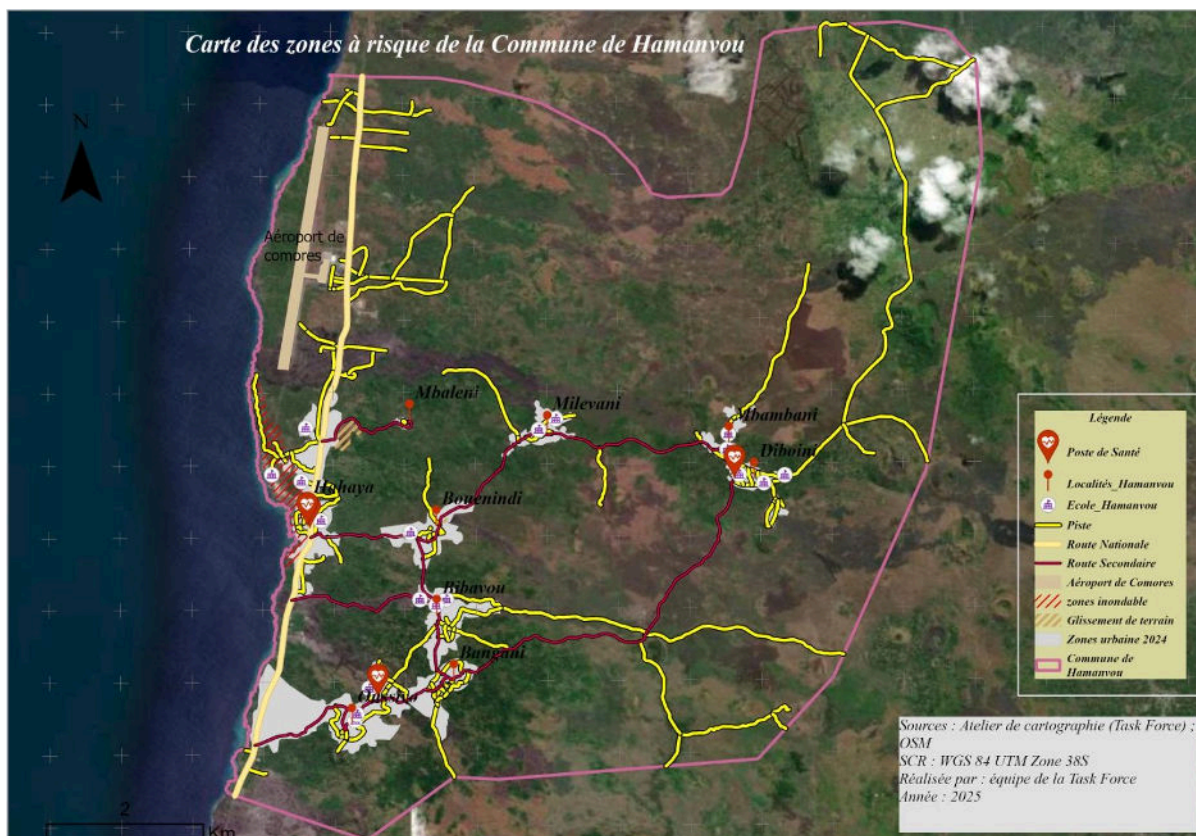 Carte des zones à risque de la Commune de Hamanvou
N
Aéroport de
comores
Mbaleni
Milevani
Mbambani
Diboini
Hahaya
Bouenindi
Bibavou
Bangani
Légende
Poste de Santé
Localités_Hamanvou
Ecole_Hamanvou
Piste
Route Nationale
Route Secondaire
Aéroport de Comores
zones inondable
Glissement de terrain
Zones urbaine 2024
Commune de
Hamanvou
Sources : Atelier de cartographie (Task Force) ;
OSM
SCR : WGS 84 UTM Zone 38S
Réalisée par : équipe de la Task Force
Année : 2025
2
Km